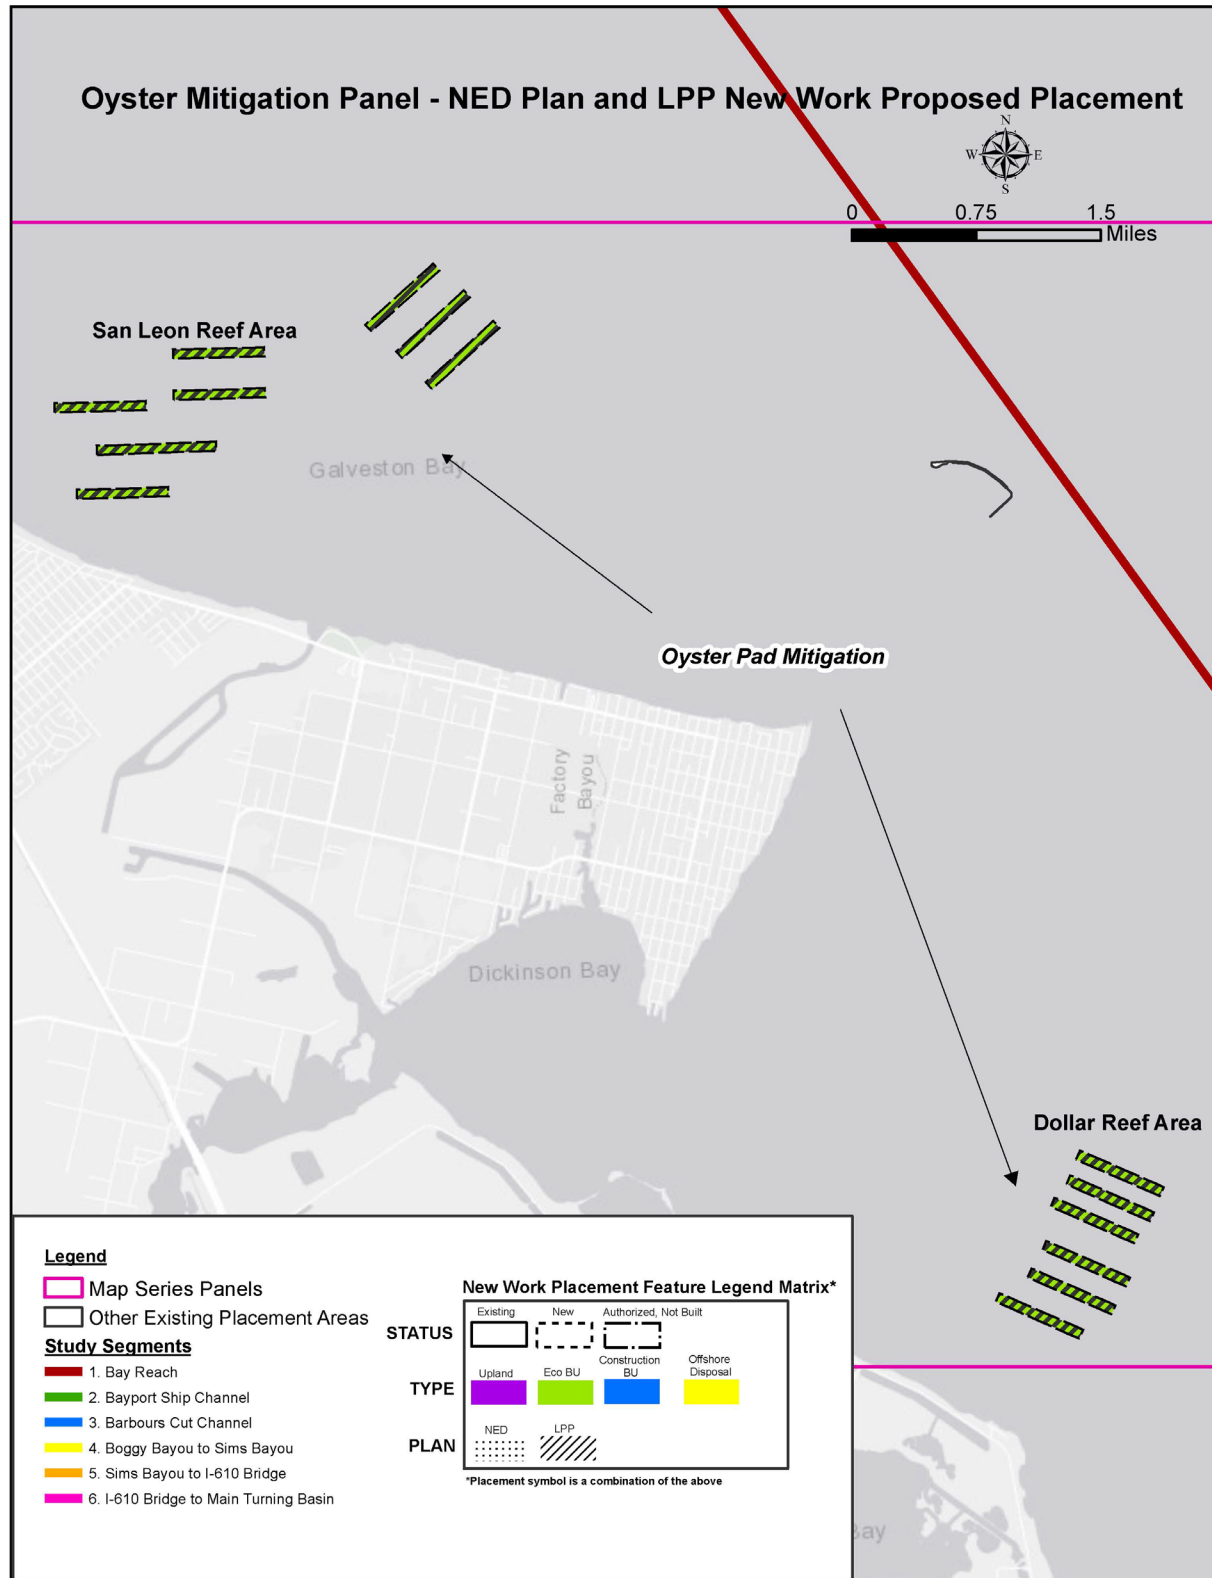 Oyster Mitigation Panel - NED Plan and LPP New Work Proposed Placement
N
W E
S
0 0.75 1.5
Miles
San Leon Reef Area
Galveston Bay
Oyster Pad Mitigation
Factory
Bayou
Dickinson Bay
Dollar Reef Area
Legend
Map Series Panels
Other Existing Placement Areas
Study Segments
1. Bay Reach
2. Bayport Ship Channel
3. Barbours Cut Channel
4. Boggy Bayou to Sims Bayou
5. Sims Bayou to I-610 Bridge
6. I-610 Bridge to Main Turning Basin
New Work Placement Feature Legend Matrix*
Existing New Authorized, Not Built
STATUS
Upland Eco BU Construction BU Offshore Disposal
TYPE
NED LPP
PLAN
*Placement symbol is a combination of the above
Bay